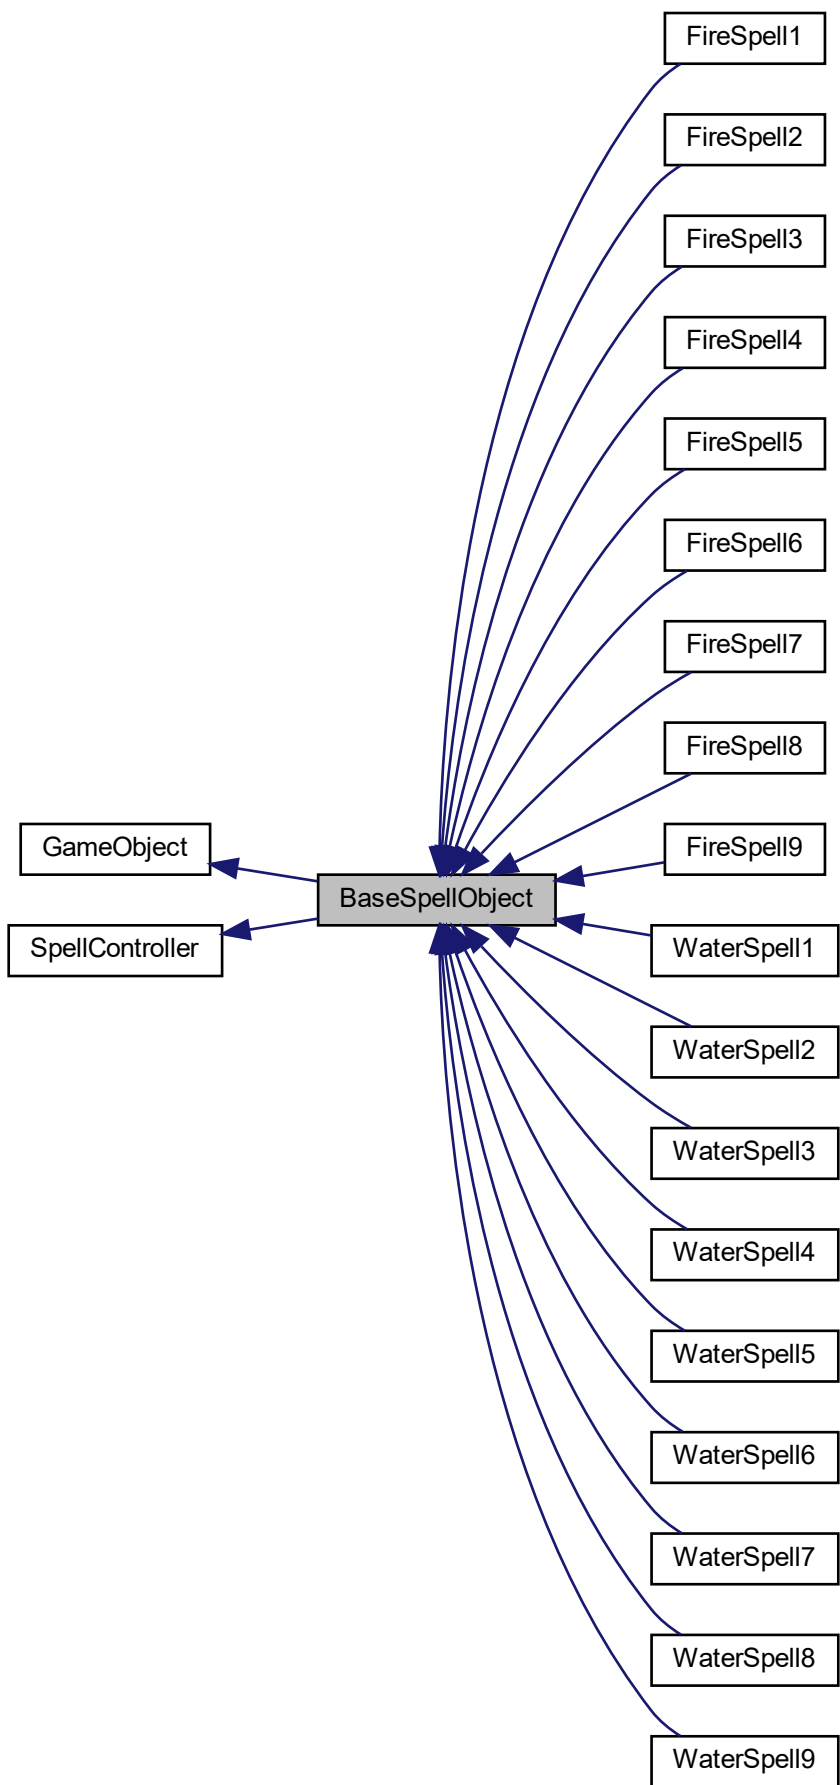 FireSpell1
FireSpell2
FireSpell3
FireSpell4
FireSpell5
FireSpell6
FireSpell7
FireSpell8
GameObject
FireSpell9
BaseSpellObject
SpellController
WaterSpell1
WaterSpell2
WaterSpell3
WaterSpell4
WaterSpell5
WaterSpell6
WaterSpell7
WaterSpell8
WaterSpell9